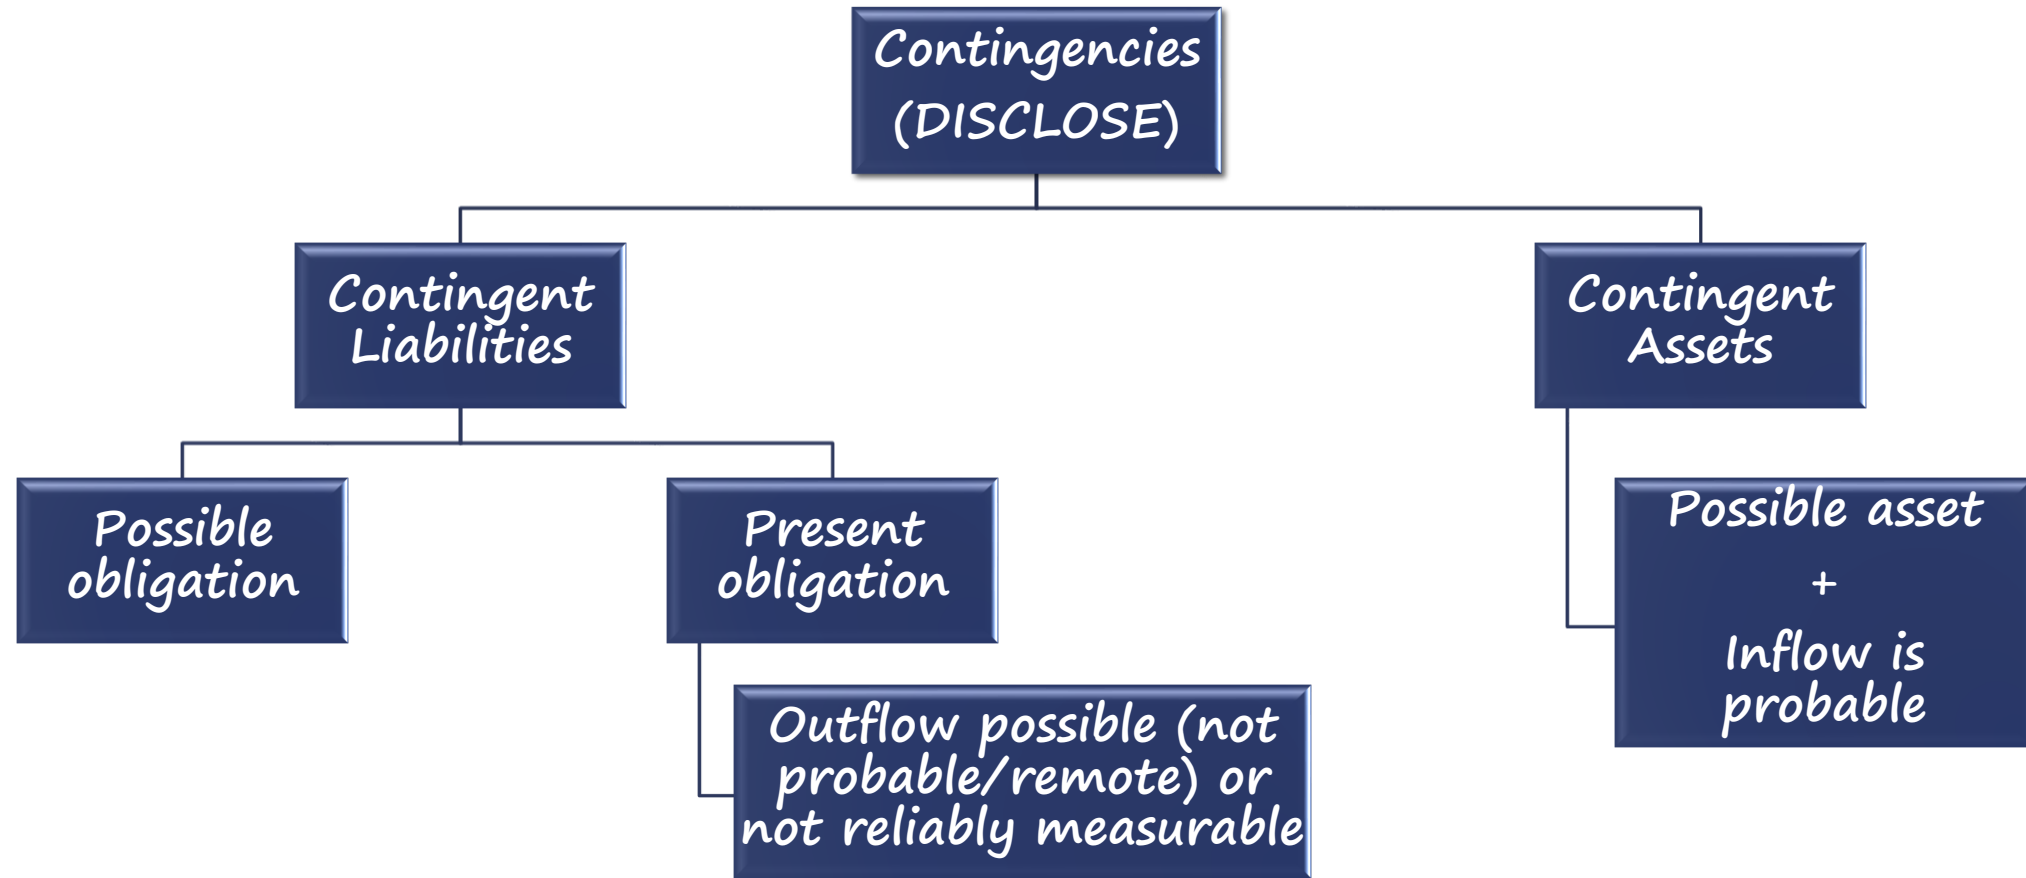 Contingencies
(DISCLOSE)
Contingent
Liabilities
Contingent
Assets
Possible
obligation
Present
obligation
Possible asset
+
Inflow is
probable
Outflow possible (not
probable/remote) or
not reliably measurable